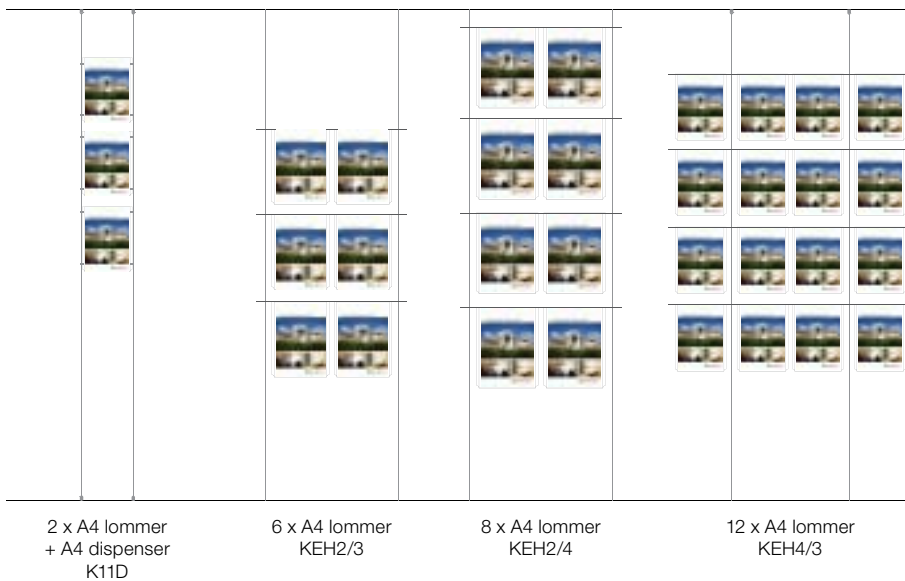 2 x A4 lommer
+ A4 dispenser
K11D
6 x A4 lommer
KEH2/3
8 x A4 lommer
KEH2/4
12 x A4 lommer
KEH4/3